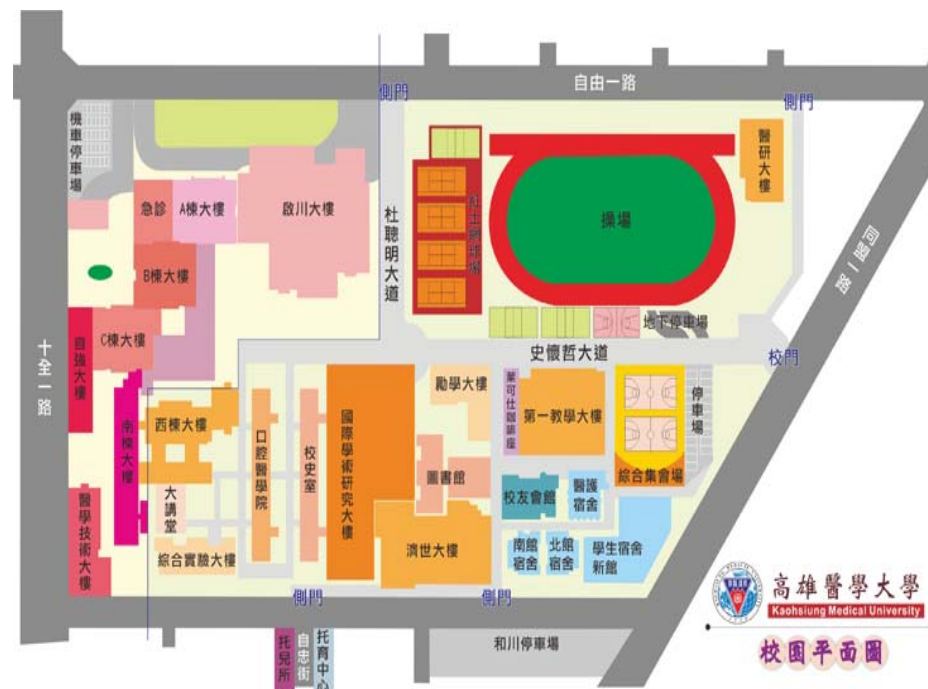 自由一路
側門
側門
機車停車場
醫研大樓
急診
A棟大樓
啟川大樓
杜聰明大道
紅土網球場
操場
同盟一路
B棟大樓
地下停車場
十全一路
自強大樓
C棟大樓
史懷哲大道
校門
南棟大樓
西棟大樓
口腔醫學院
校史室
國際學術研究大樓
勵學大樓
葉可仕咖啡座
第一教學大樓
停車場
綜合集會場
圖書館
校友會館
醫護
宿舍
醫學技術大樓
大講堂
綜合實驗大樓
濟世大樓
南館
宿舍
北館
宿舍
學生宿舍
新館
側門
側門
高雄醫學大學
Kaohsiung Medical University
校園平面圖
托兒所
自忠街
托育中心
和川停車場